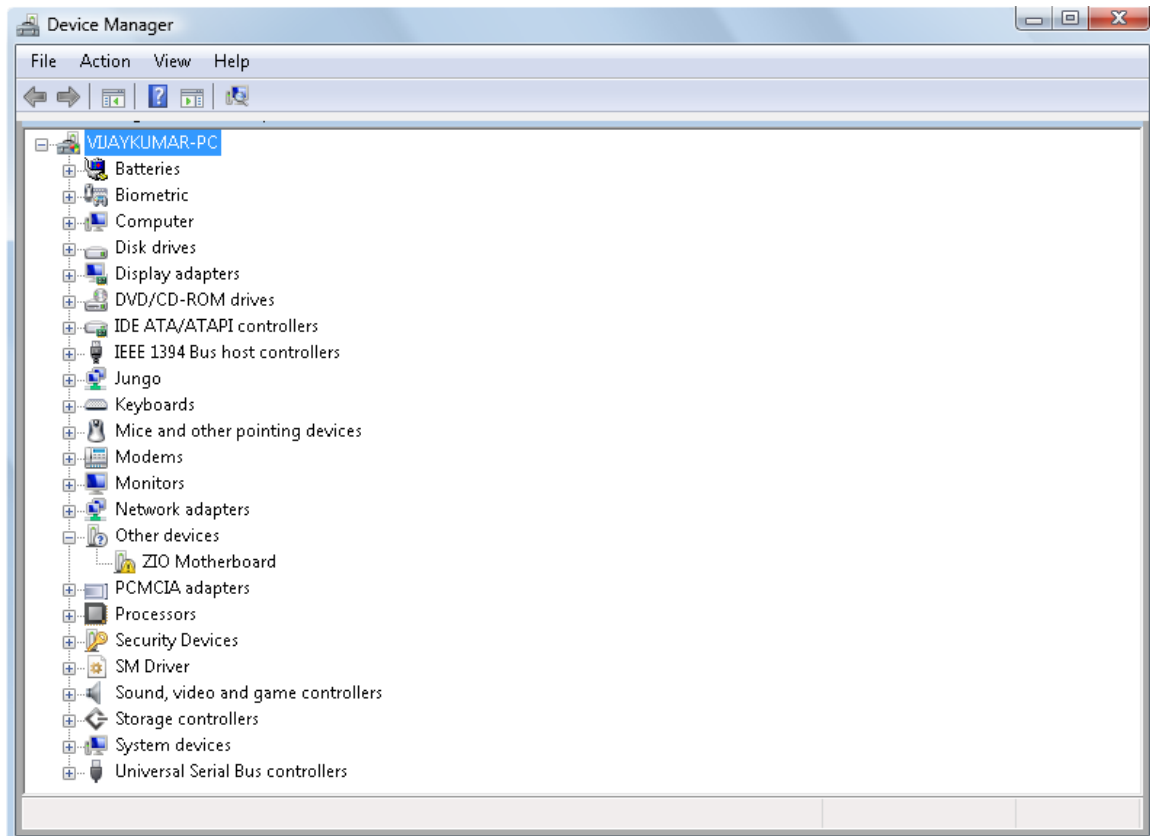 Device Manager
File Action View Help
VIJAYKUMAR-PC
Batteries
Biometric
Computer
Disk drives
Display adapters
DVD/CD-ROM drives
IDE ATA/ATAPI controllers
IEEE 1394 Bus host controllers
Jungo
Keyboards
Mice and other pointing devices
Modems
Monitors
Network adapters
Other devices
ZIO Motherboard
PCMCIA adapters
Processors
Security Devices
SM Driver
Sound, video and game controllers
Storage controllers
System devices
Universal Serial Bus controllers